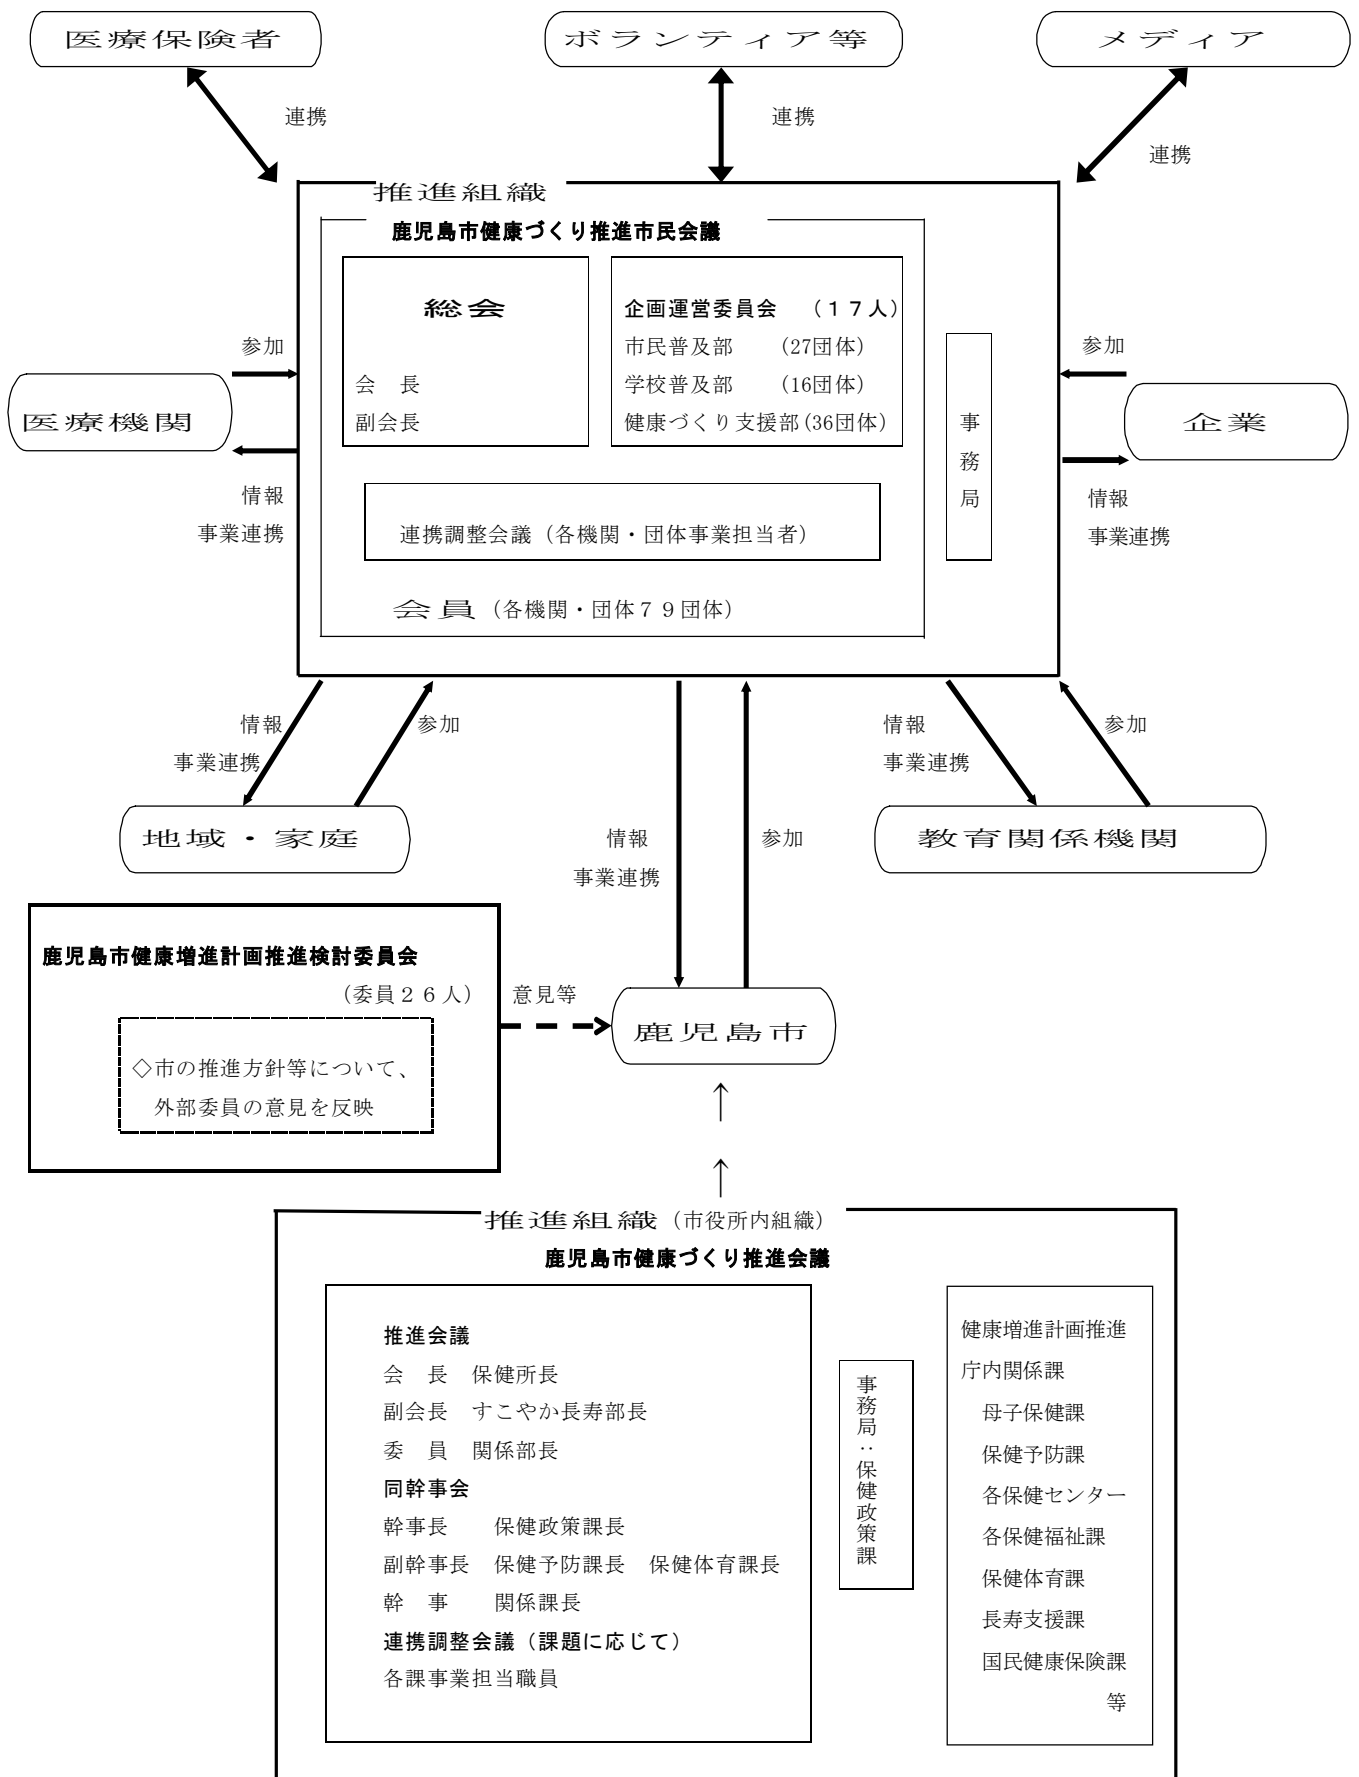 医療保険者
ボランティア等
メディア
連携
連携
連携
推進組織
鹿児島市健康づくり推進市民会議
総会
会　長
副会長
企画運営委員会　（１７人）
市民普及部　（27団体）
学校普及部　（16団体）
健康づくり支援部(36団体)
事務局
連携調整会議（各機関・団体事業担当者）
会員（各機関・団体７９団体）
参加
医療機関
情報
事業連携
参加
企業
情報
事業連携
情報
事業連携
参加
地域・家庭
情報
事業連携
参加
情報
事業連携
参加
教育関係機関
鹿児島市健康増進計画推進検討委員会
（委員２６人）
◇市の推進方針等について、
外部委員の意見を反映
意見等
鹿児島市
↑
↑
推進組織（市役所内組織）
鹿児島市健康づくり推進会議
推進会議
会　長　保健所長
副会長　すこやか長寿部長
委　員　関係部長
同幹事会
幹事長　保健政策課長
副幹事長　保健予防課長　保健体育課長
幹　事　関係課長
連携調整会議（課題に応じて）
各課事業担当職員
事務局：保健政策課
健康増進計画推進
庁内関係課
母子保健課
保健予防課
各保健センター
各保健福祉課
保健体育課
長寿支援課
国民健康保険課
等